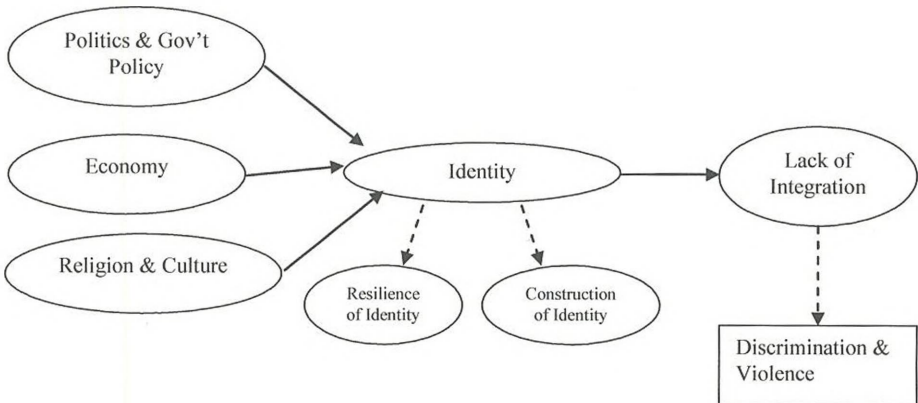 Politics & Gov't
Policy
Economy
Religion & Culture
Identity
Resilience
of Identity
Construction
of Identity
Lack of
Integration
Discrimination &
Violence